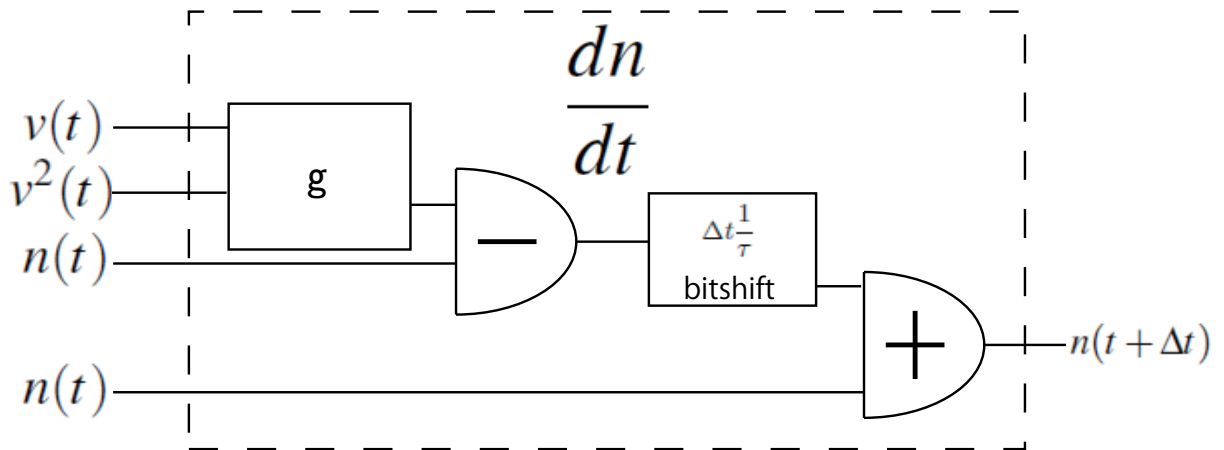 dn
dt
v(t)
v²(t)
g
n(t)
−
Δt 1/τ
bitshift
+
n(t + Δt)
n(t)